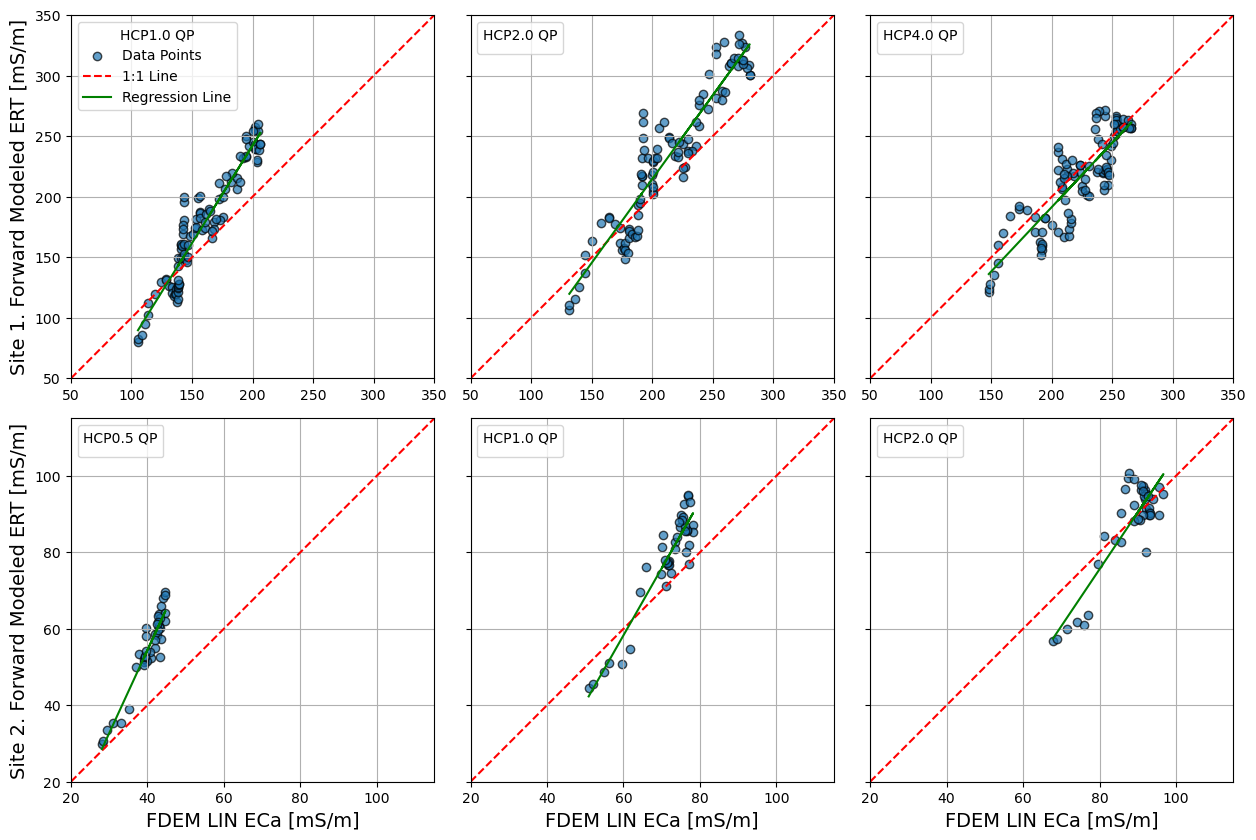 Site 1. Forward Modeled ERT [mS/m]
350
300
250
200
150
100
50
HCP1.0 QP
Data Points
1:1 Line
Regression Line
50 100 150 200 250 300 350
HCP2.0 QP
50 100 150 200 250 300 350
HCP4.0 QP
50 100 150 200 250 300 350
Site 2. Forward Modeled ERT [mS/m]
100
80
60
40
20
HCP0.5 QP
20 40 60 80 100
FDEM LIN ECa [mS/m]
HCP1.0 QP
20 40 60 80 100
FDEM LIN ECa [mS/m]
HCP2.0 QP
20 40 60 80 100
FDEM LIN ECa [mS/m]